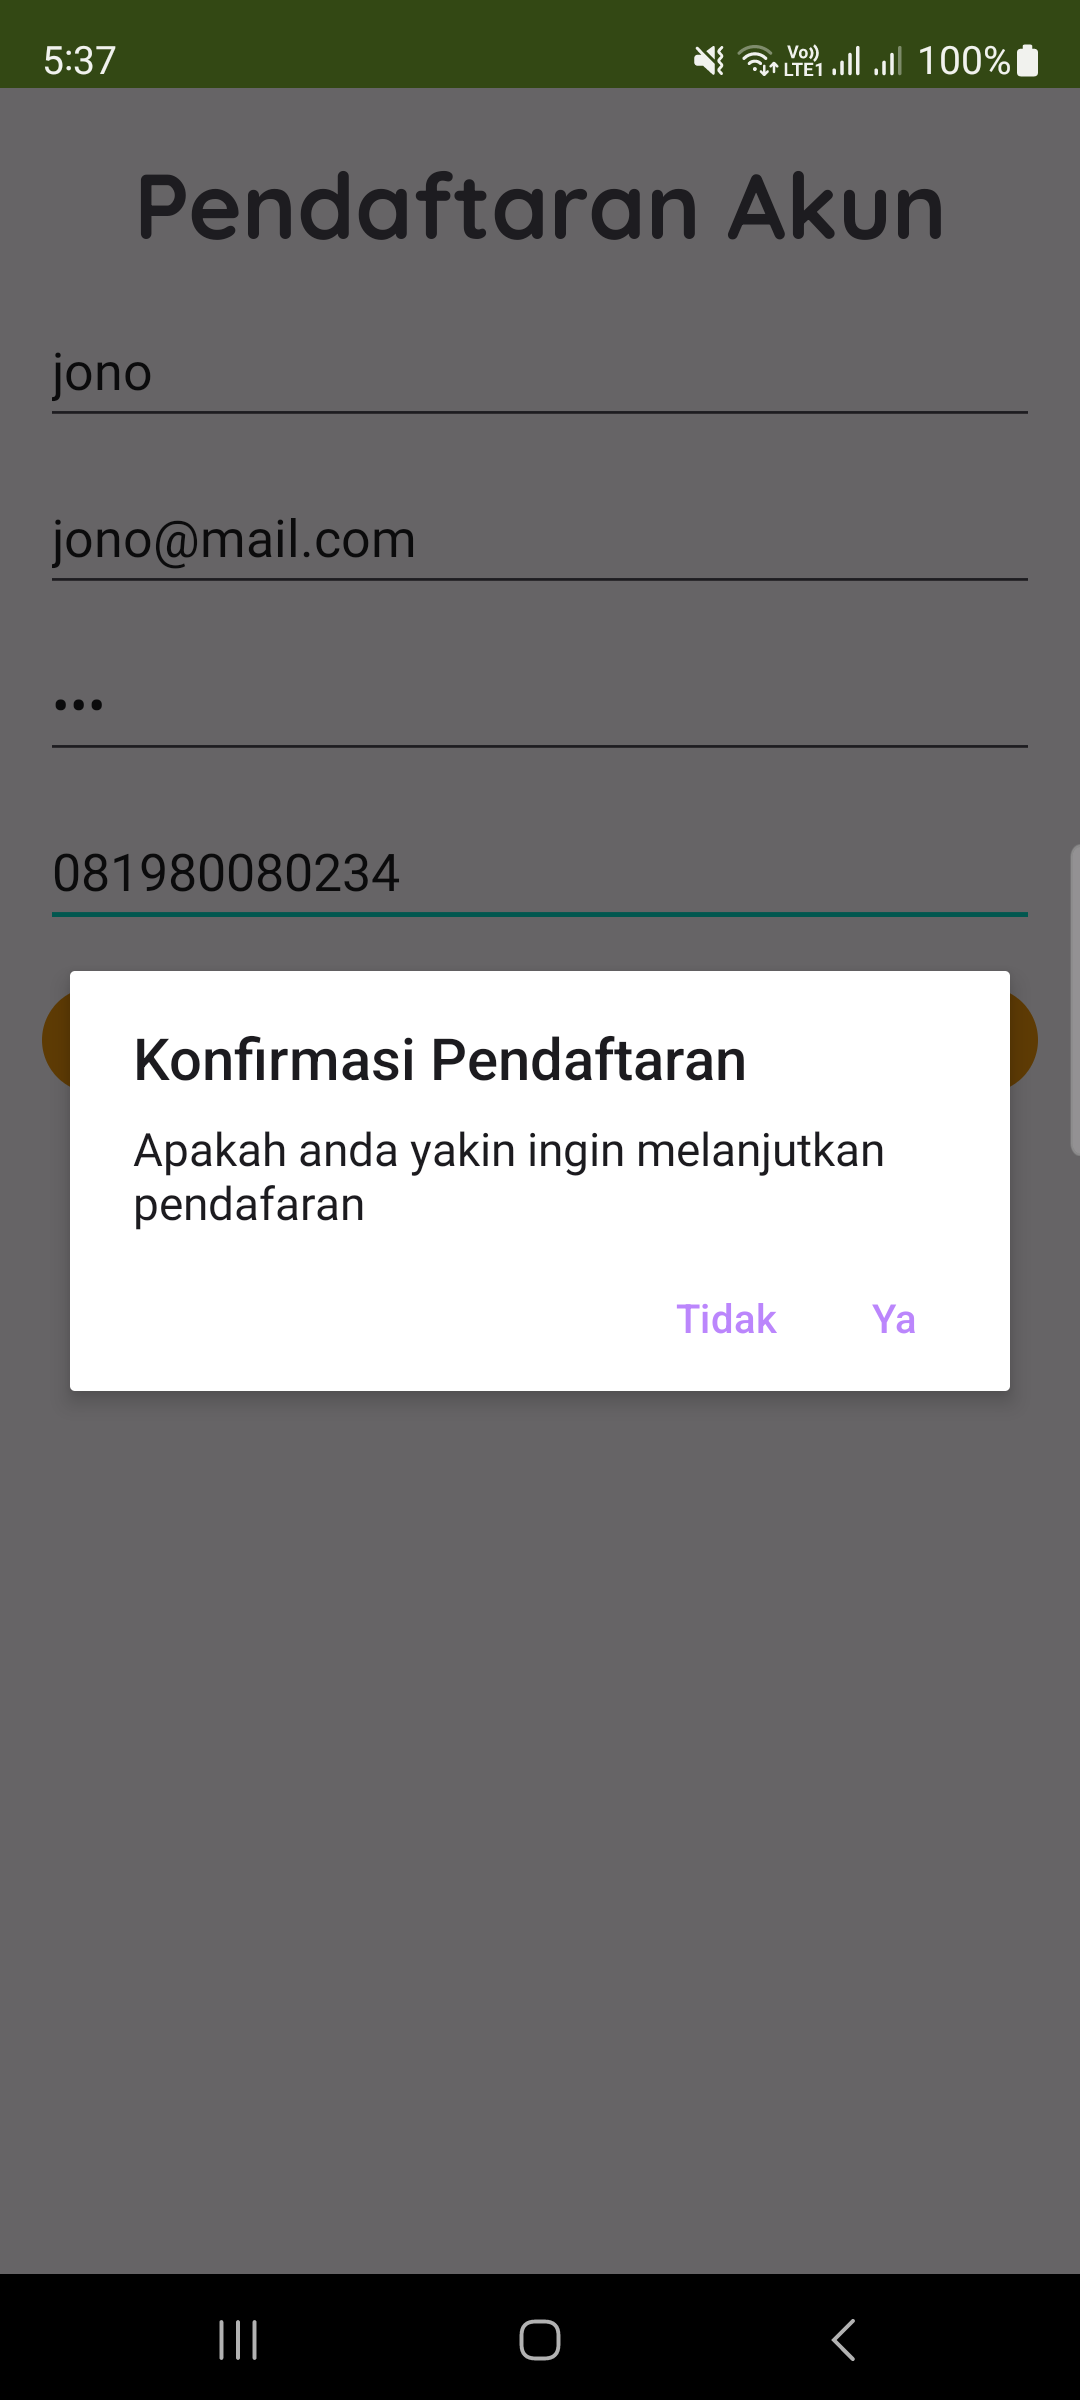 5:37
Vo)) LTE1 100%
Pendaftaran Akun
jono
jono@mail.com
•••
081980080234
Konfirmasi Pendaftaran
Apakah anda yakin ingin melanjutkan
pendafaran
Tidak Ya